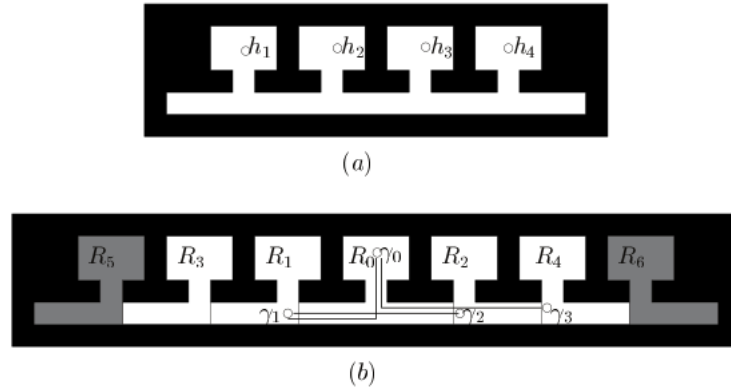 h₁ h₂ h₃ h₄
(a)
R₅ R₃ R₁ R₀ γ₀ R₂ R₄ R₆
γ₁ γ₂ γ₃
(b)